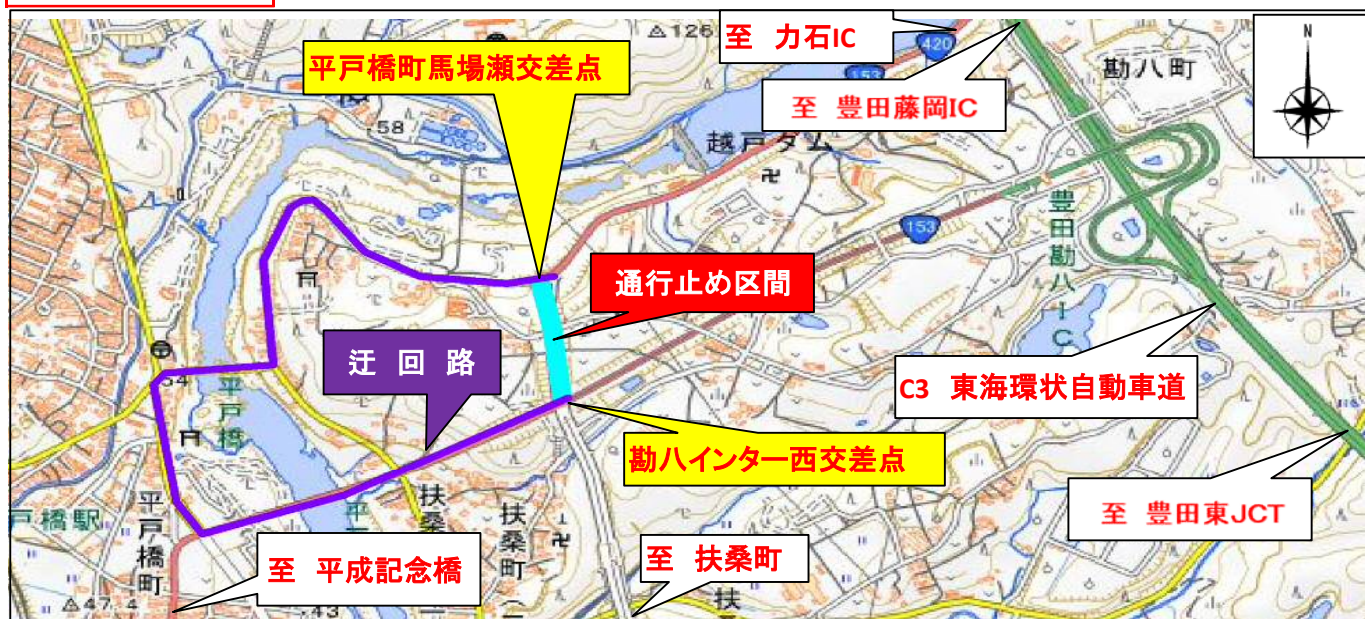 至 力石IC
420
126
平戸橋町馬場瀬交差点
153
勘八町
N
至 豊田藤岡IC
58
越戸ダム
153
豊田勘八IC
通行止め区間
迂 回 路
C3 東海環状自動車道
54
平戸橋
勘八インター西交差点
戸橋駅
平戸橋町
扶桑
扶桑町
至 豊田東JCT
至 平成記念橋
至 扶桑町
47.4
43
扶